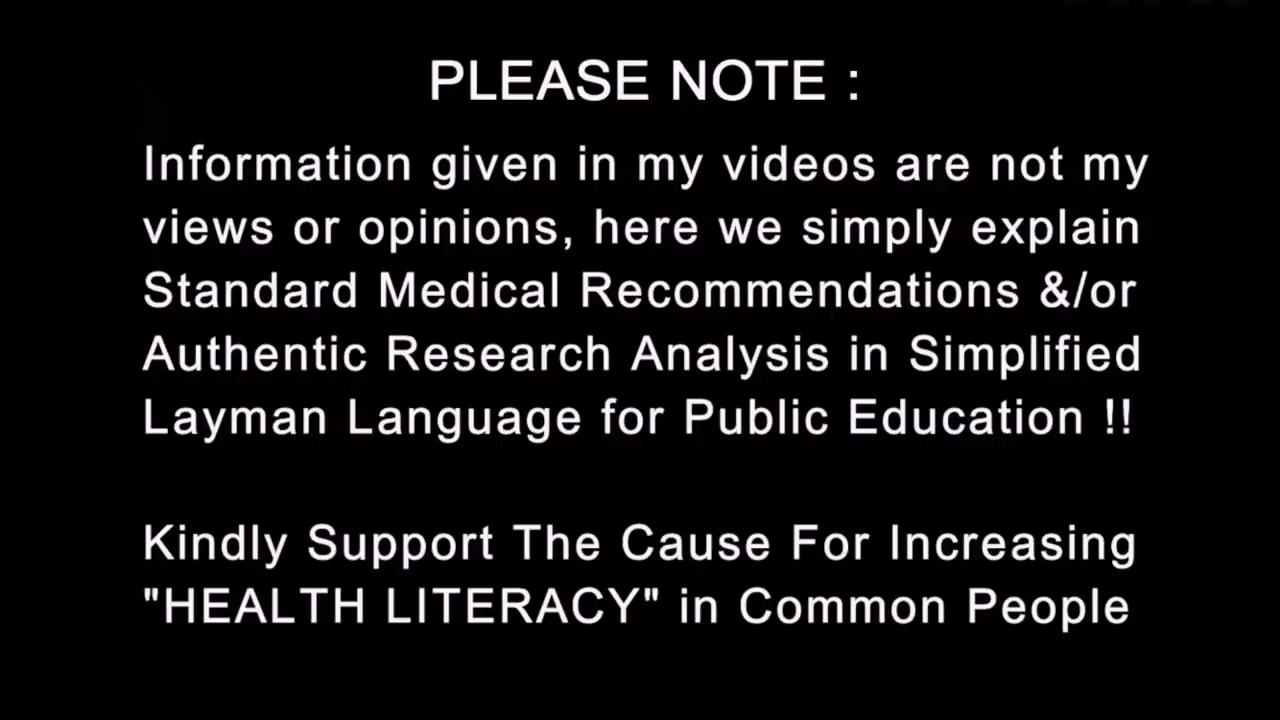 PLEASE NOTE :
Information given in my videos are not my
views or opinions, here we simply explain
Standard Medical Recommendations &/or
Authentic Research Analysis in Simplified
Layman Language for Public Education !!
Kindly Support The Cause For Increasing
"HEALTH LITERACY" in Common People